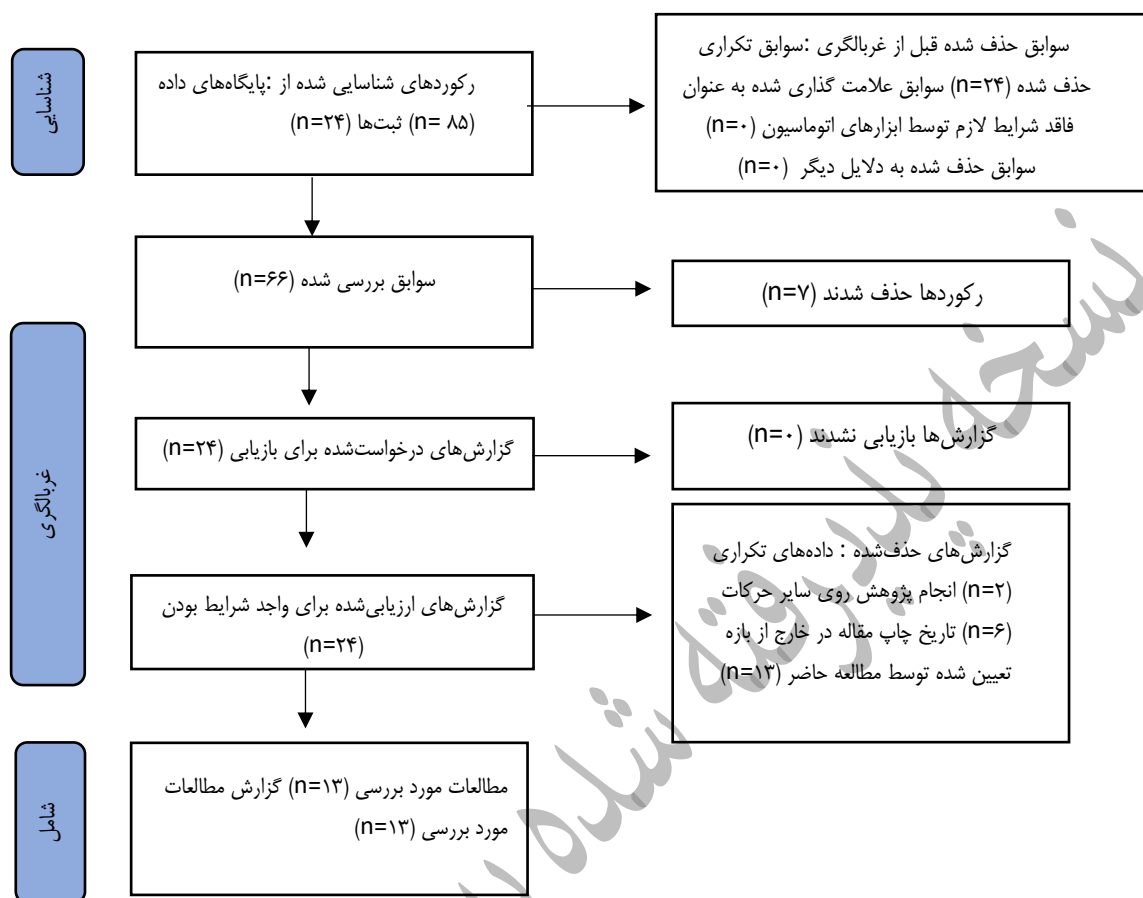 شناسایی
رکوردهای شناسایی شده از :پایگاه‌های داده
(n= ۸۵) ثبت‌ها (n=۲۴)
سوابق حذف شده قبل از غربالگری :سوابق تکراری
حذف شده (n=۲۴) سوابق علامت گذاری شده به عنوان
فاقد شرایط لازم توسط ابزارهای اتوماسیون (n=۰)
سوابق حذف شده به دلایل دیگر (n=۰)
سوابق بررسی شده (n=۶۶)
رکوردها حذف شدند (n=۷)
غربالگری
گزارش‌های درخواست‌شده برای بازیابی (n=۲۴)
گزارش‌ها بازیابی نشدند (n=۰)
گزارش‌های ارزیابی‌شده برای واجد شرایط بودن
(n=۲۴)
گزارش‌های حذف‌شده : داده‌های تکراری
(n=۲) انجام پژوهش روی سایر حرکات
(n=۶) تاریخ چاپ مقاله در خارج از بازه
تعیین شده توسط مطالعه حاضر (n=۱۳)
شامل
مطالعات مورد بررسی (n=۱۳) گزارش مطالعات
مورد بررسی (n=۱۳)
نسخه پذیرفته شده